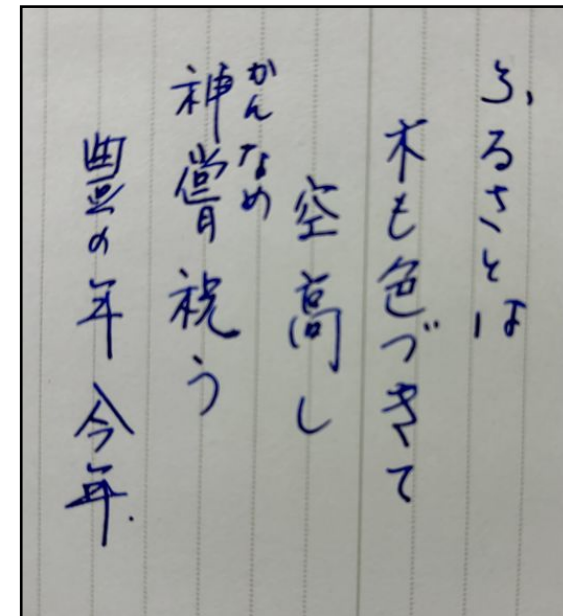 ふるさとは
木も色づきて
空高し
かんなめ
神嘗祝う
豊の年今年.